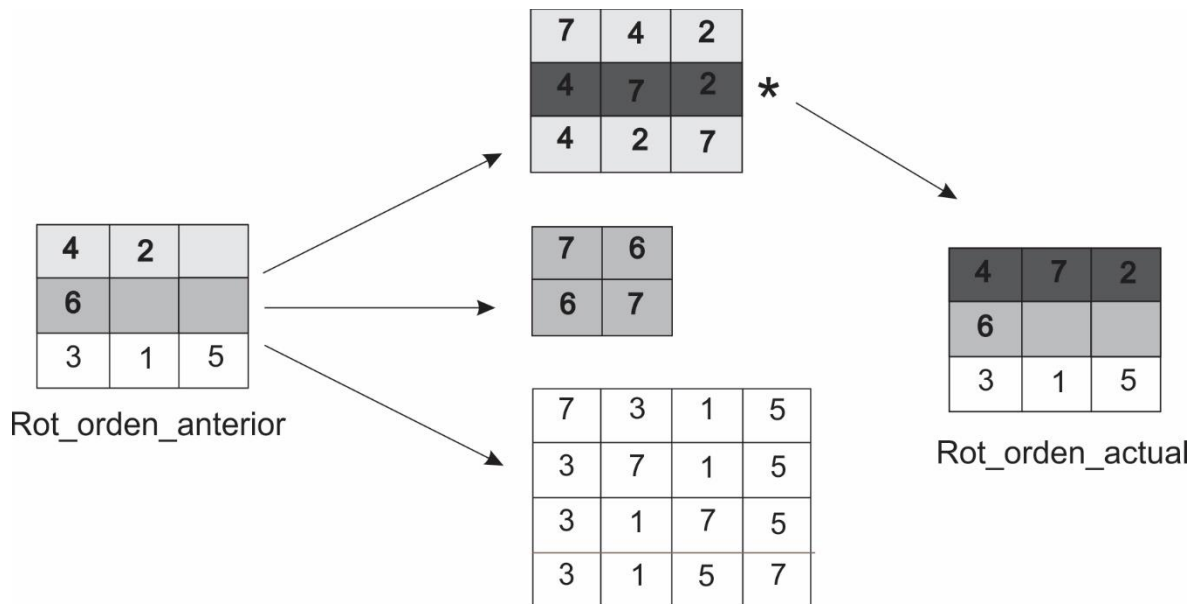 7 4 2
4 7 2 *
4 2 7
4 2
6
3 1 5
Rot_orden_anterior
7 6
6 7
7 3 1 5
3 7 1 5
3 1 7 5
3 1 5 7
4 7 2
6
3 1 5
Rot_orden_actual